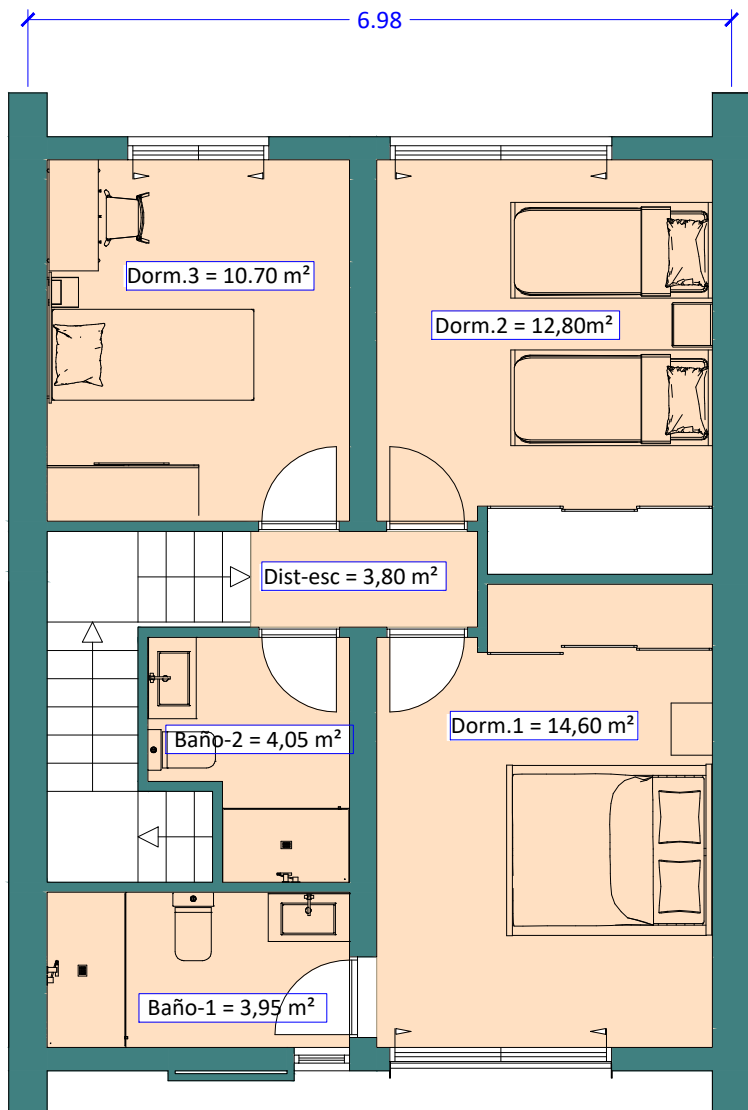 6.98
Dorm.3 = 10.70 m²
Dorm.2 = 12,80m²
Dist-esc = 3,80 m²
Baño-2 = 4,05 m²
Dorm.1 = 14,60 m²
Baño-1 = 3,95 m²